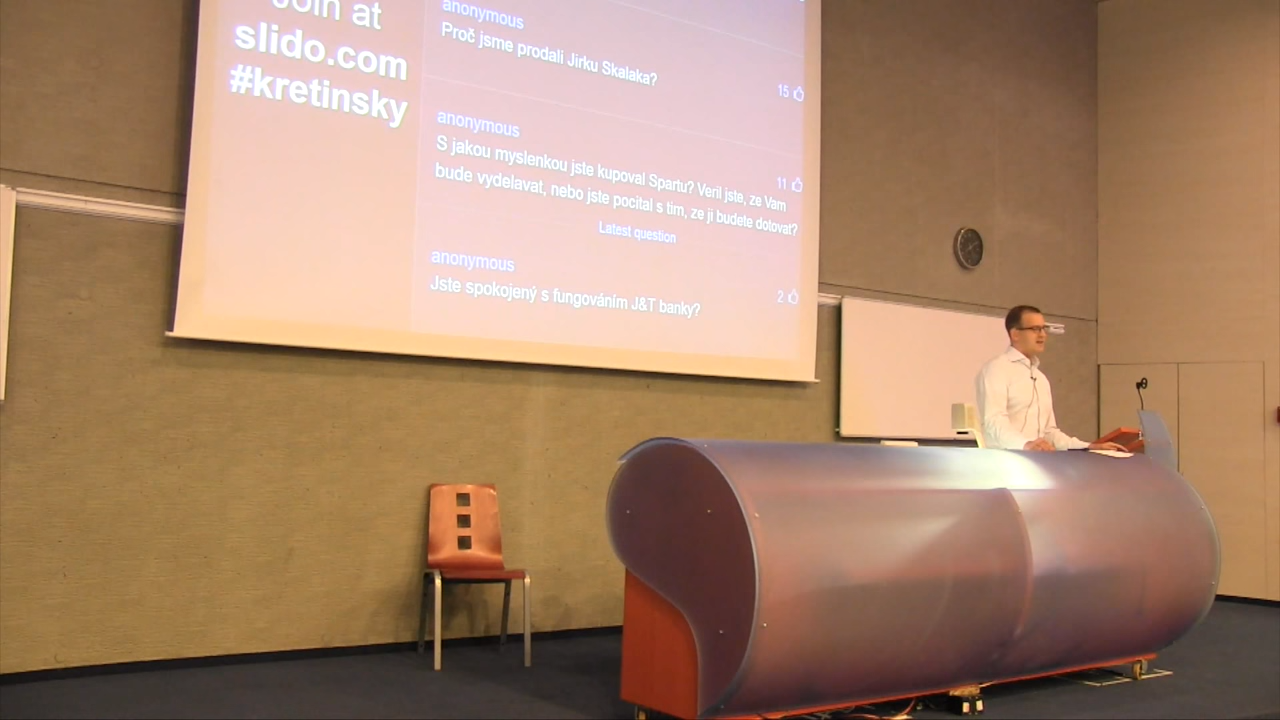 Join at
slido.com
#kretinsky
anonymous
Proč jsme prodali Jirku Skalaka?
15
anonymous
11
S jakou myslenkou jste kupoval Spartu? Veril jste, ze Vam
bude vydelavat, nebo jste pocital s tim, ze ji budete dotovat?
Latest question
anonymous
2
Jste spokojený s fungováním J&T banky?